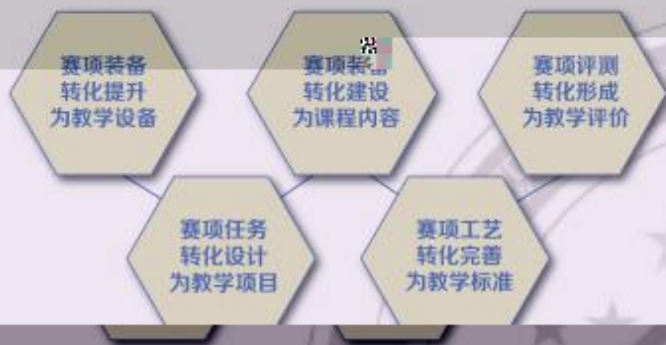 赛项装备
转化提升
为教学设备
赛项装
转化建设
为课程内容
赛项评测
转化形成
为教学评价
赛项任务
转化设计
为教学项目
赛项工艺
转化完善
为教学标准